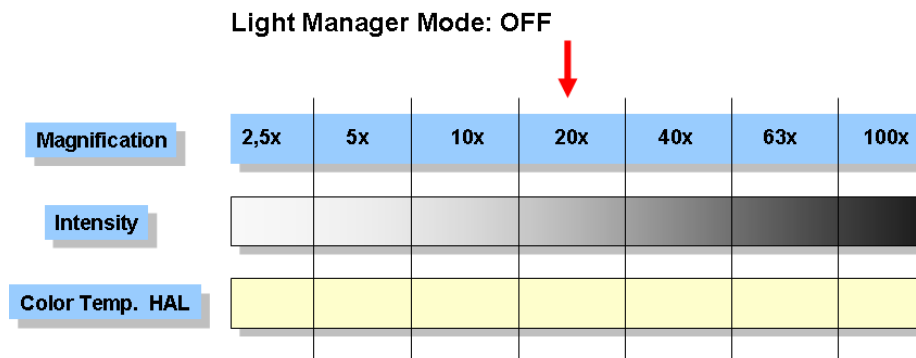 Light Manager Mode: OFF
Magnification 2,5x 5x 10x 20x 40x 63x 100x
Intensity
Color Temp. HAL